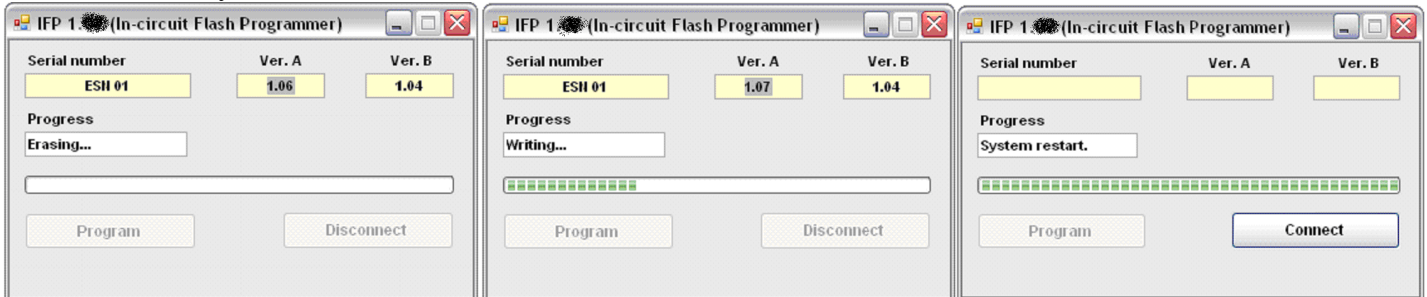 IFP 1. (In-circuit Flash Programmer)
Serial number Ver. A Ver. B
ESN 01 1.06 1.04
Progress
Erasing...
Program Disconnect
IFP 1. (In-circuit Flash Programmer)
Serial number Ver. A Ver. B
ESN 01 1.07 1.04
Progress
Writing...
Program Disconnect
IFP 1. (In-circuit Flash Programmer)
Serial number Ver. A Ver. B
Progress
System restart.
Program Connect